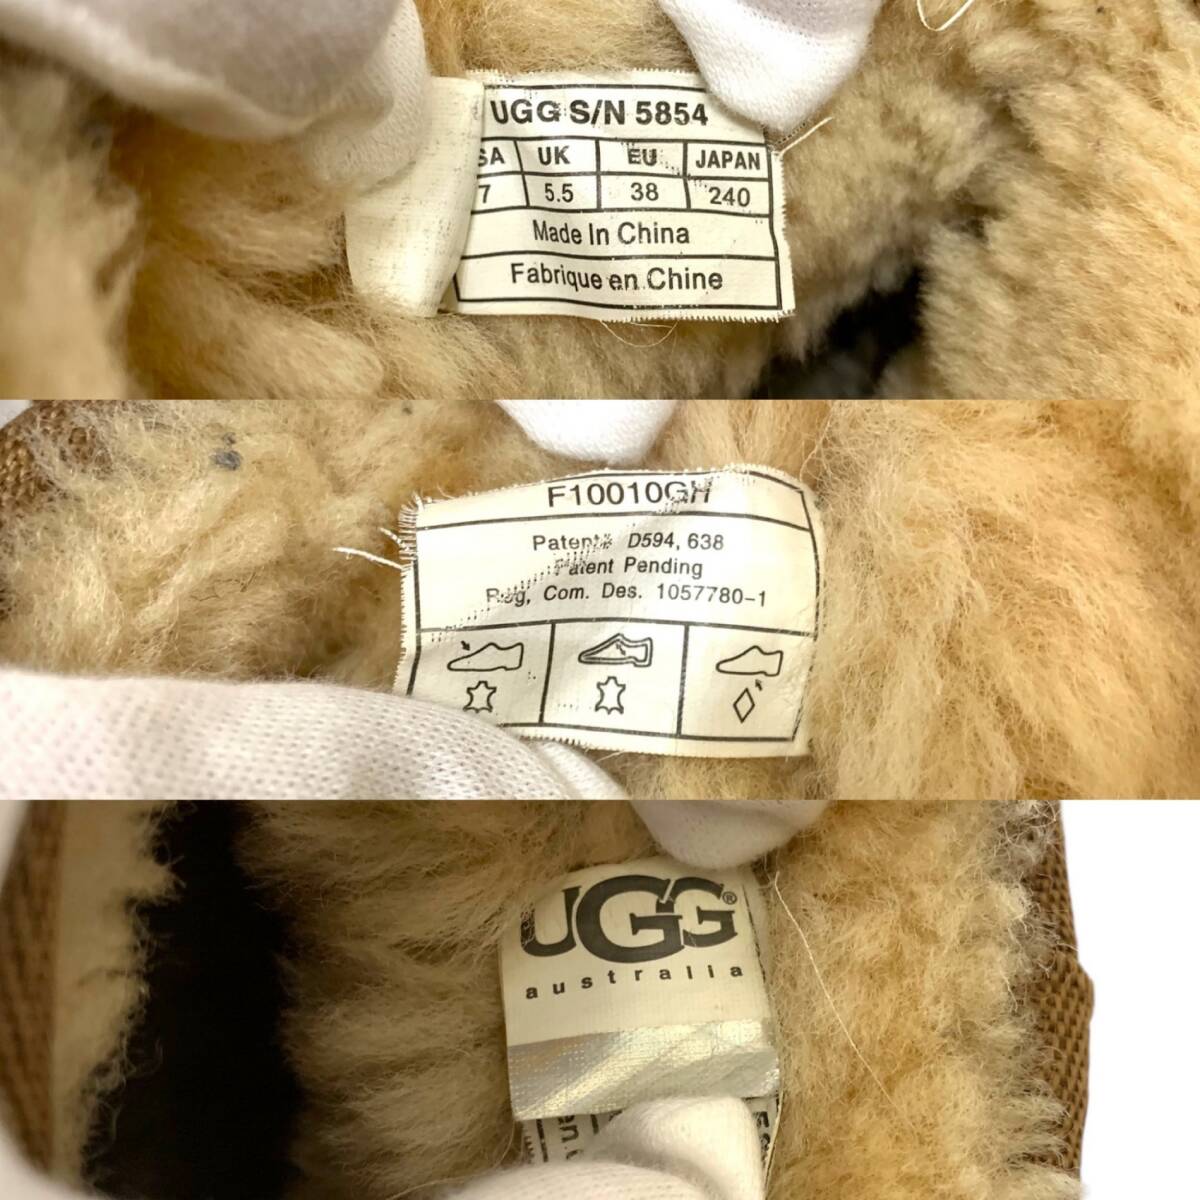 UGG S/N 5854
SA UK EU JAPAN
7 5.5 38 240
Made In China
Fabrique en Chine
F10010GH
Patent# D594, 638
Patent Pending
Reg, Com. Des. 1057780-1
UGG®
australia